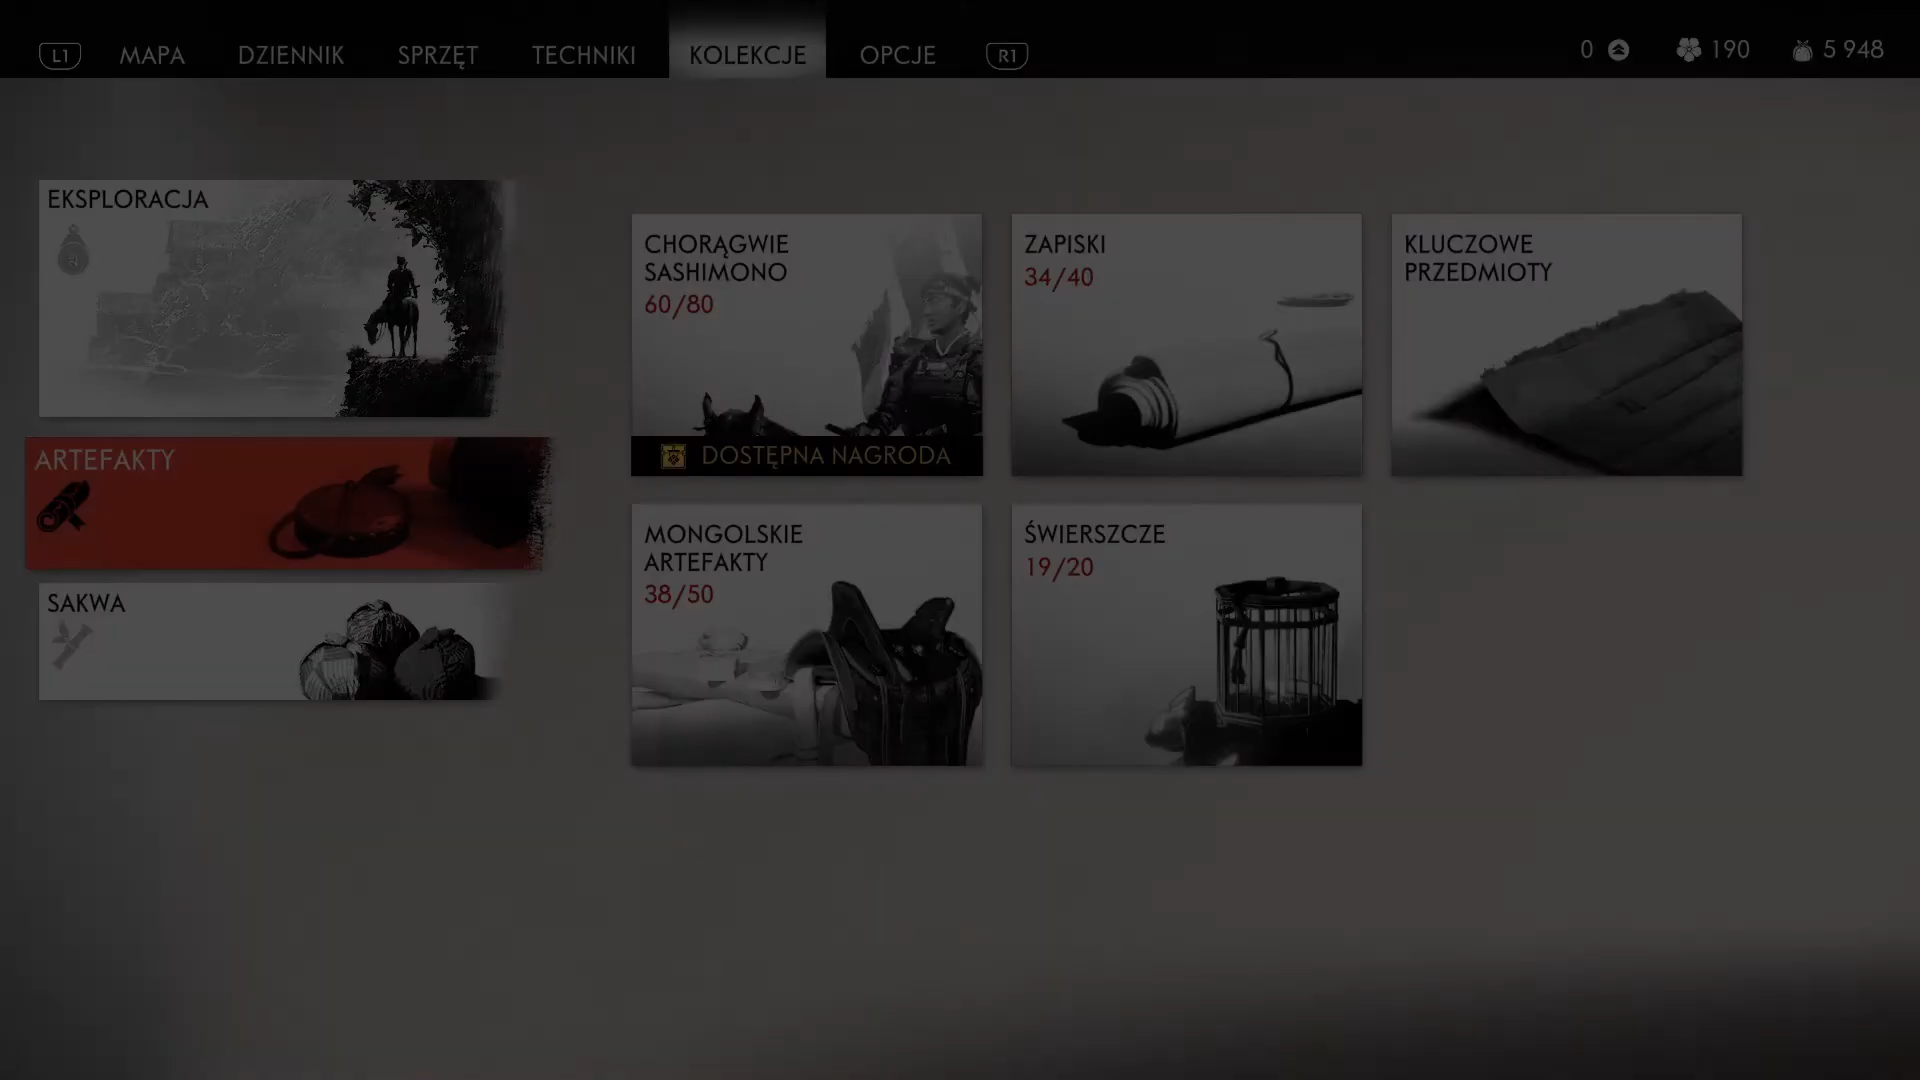 L1 MAPA DZIENNIK SPRZĘT TECHNIKI KOLEKCJE OPCJE R1 0 190 5 948
EKSPLORACJA
ARTEFAKTY
SAKWA
CHORĄGWIE
SASHIMONO
60/80
DOSTĘPNA NAGRODA
ZAPISKI
34/40
KLUCZOWE
PRZEDMIOTY
MONGOLSKIE
ARTEFAKTY
38/50
ŚWIERSZCZE
19/20